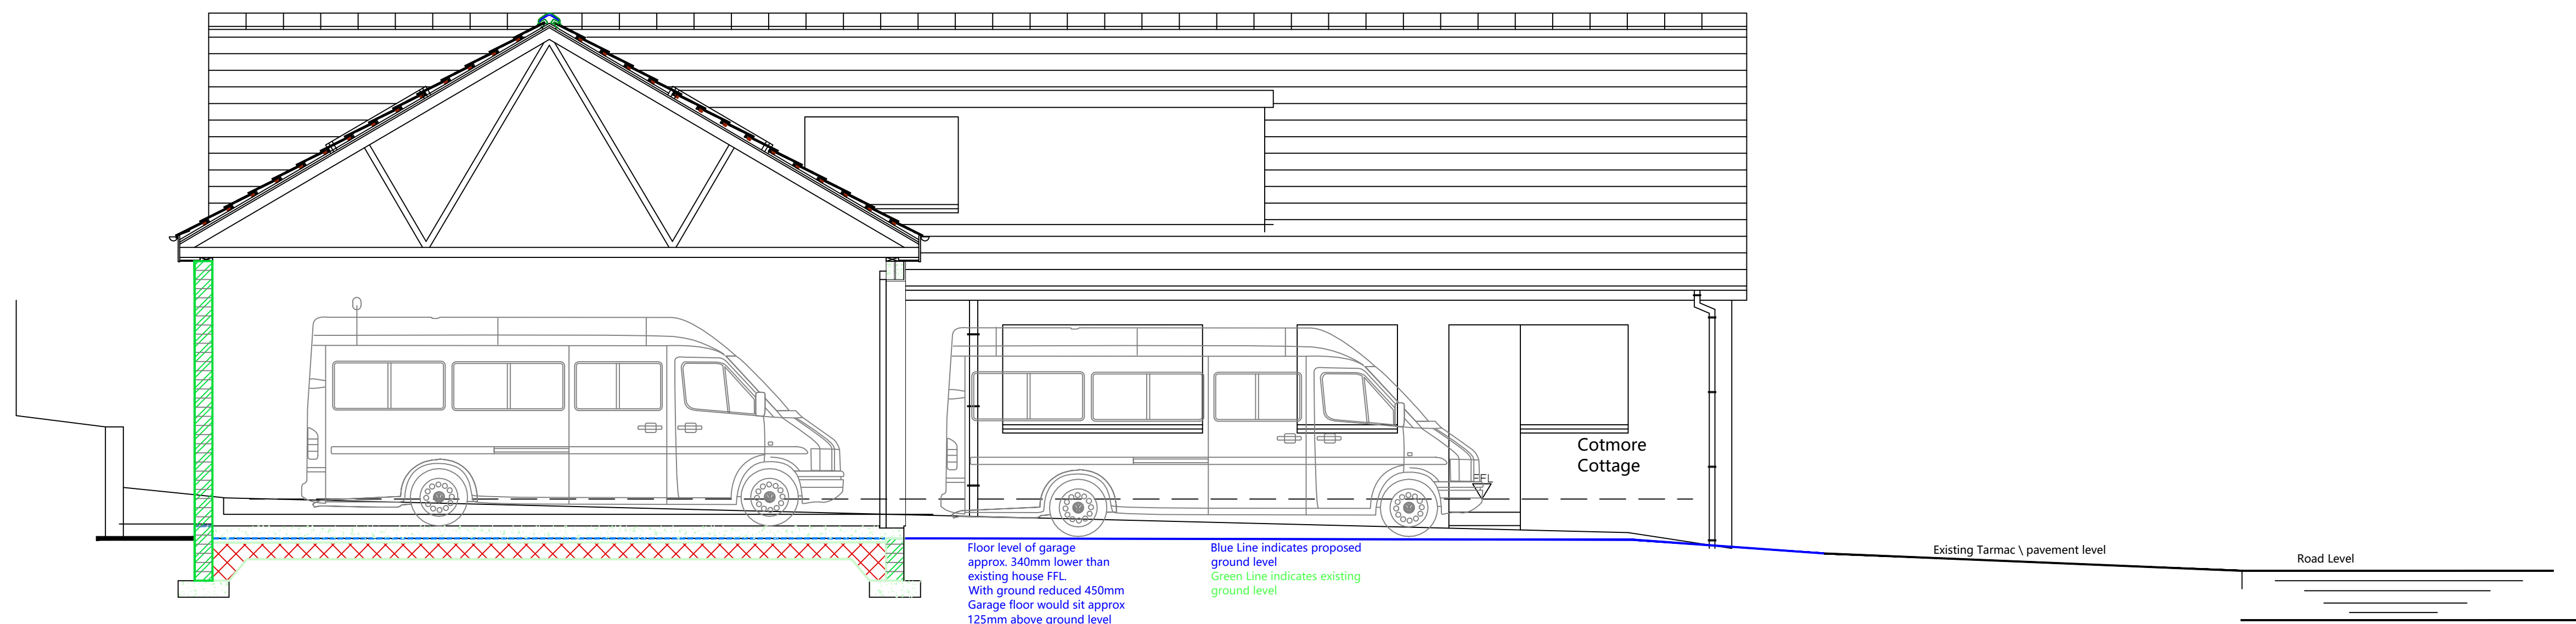 Cotmore
Cottage
FFL
Floor level of garage
approx. 340mm lower than
existing house FFL.
With ground reduced 450mm
Garage floor would sit approx
125mm above ground level
Blue Line indicates proposed
ground level
Green Line indicates existing
ground level
Existing Tarmac \ pavement level
Road Level